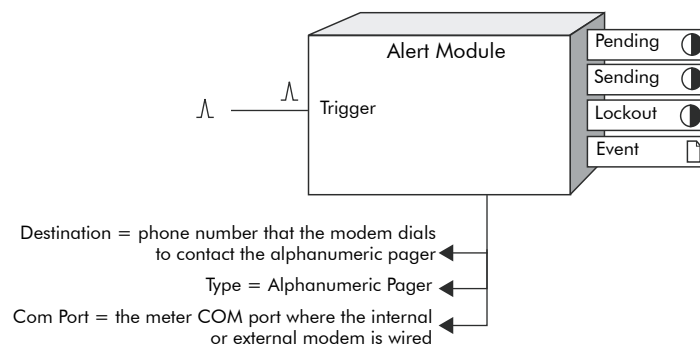 Alert Module
Pending
Sending
Lockout
Event
Trigger
Destination = phone number that the modem dials
to contact the alphanumeric pager
Type = Alphanumeric Pager
Com Port = the meter COM port where the internal
or external modem is wired